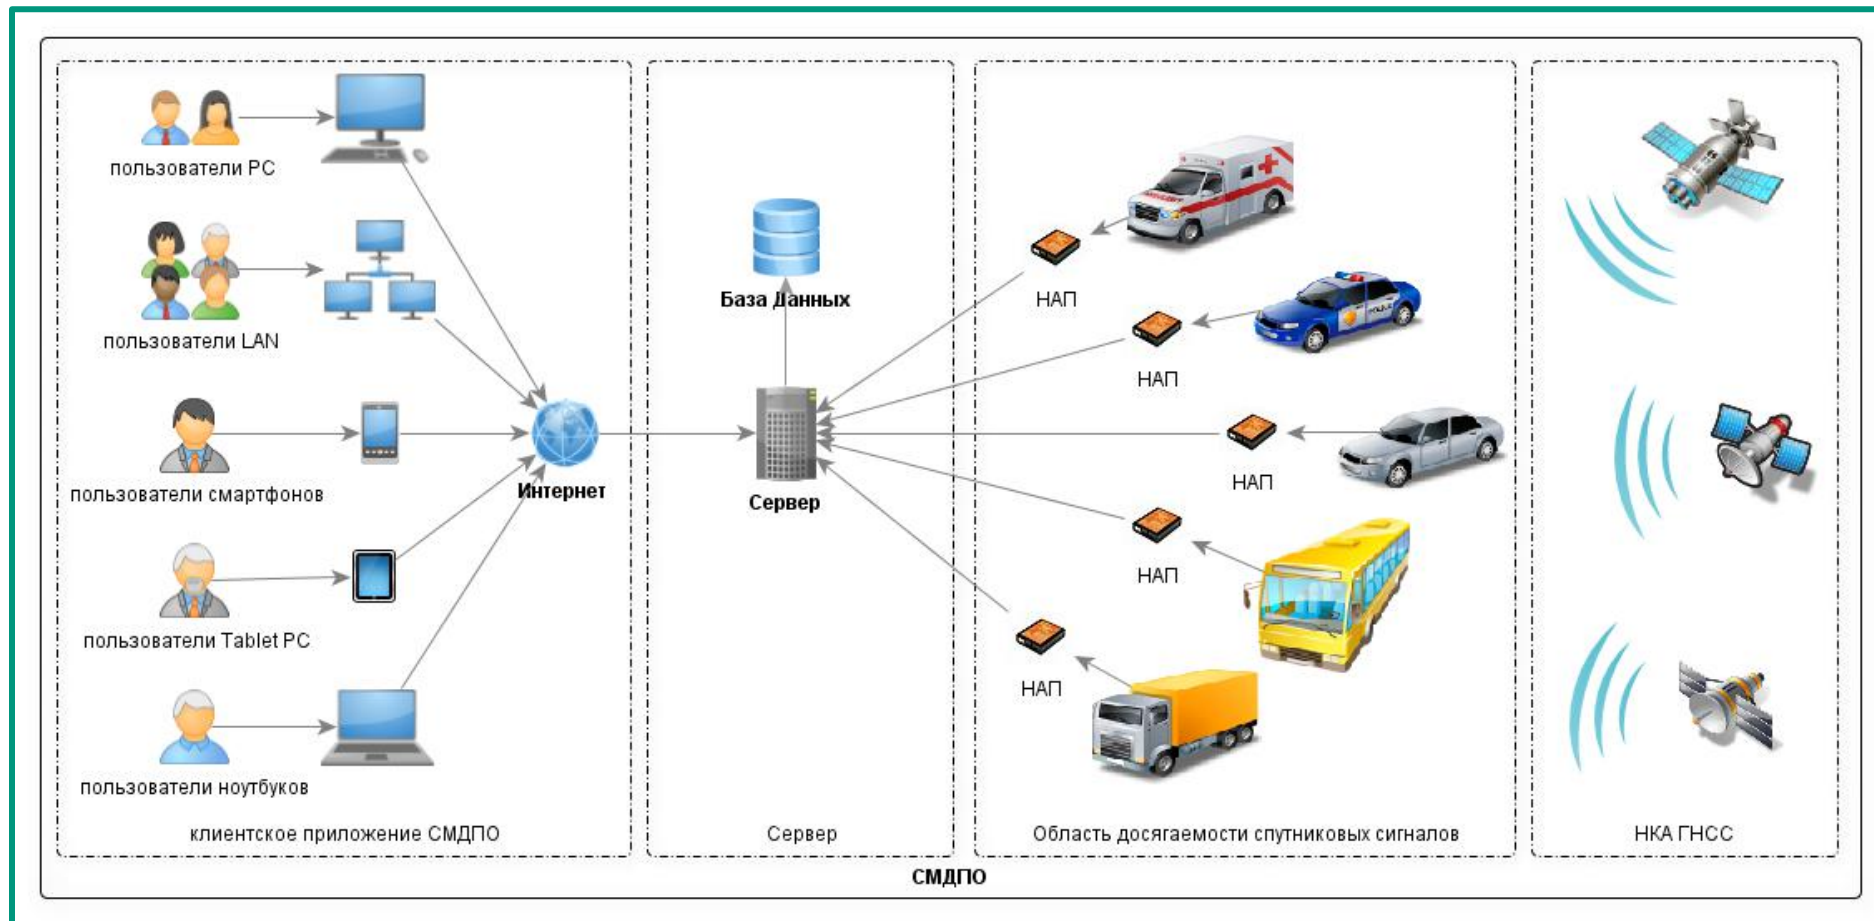 пользователи PC
пользователи LAN
пользователи смартфонов
пользователи Tablet PC
пользователи ноутбуков
Интернет
клиентское приложение СМДПО
База Данных
Сервер
Сервер
НАП
НАП
НАП
НАП
НАП
POLICE
Область досягаемости спутниковых сигналов
НКА ГНСС
СМДПО